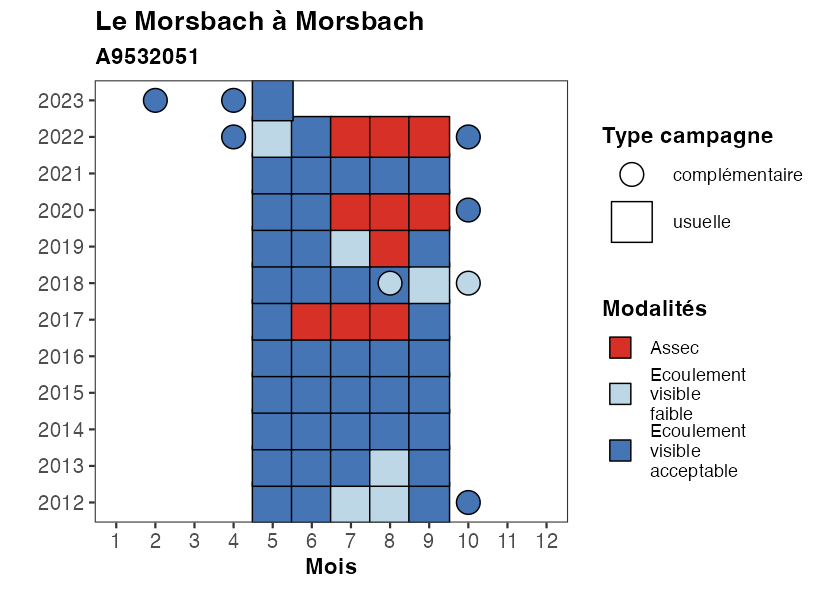 Le Morsbach à Morsbach
A9532051
2023
2022
2021
2020
2019
2018
2017
2016
2015
2014
2013
2012
1 2 3 4 5 6 7 8 9 10 11 12
Mois
Type campagne
complémentaire
usuelle
Modalités
Assec
Ecoulement
visible
faible
Ecoulement
visible
acceptable